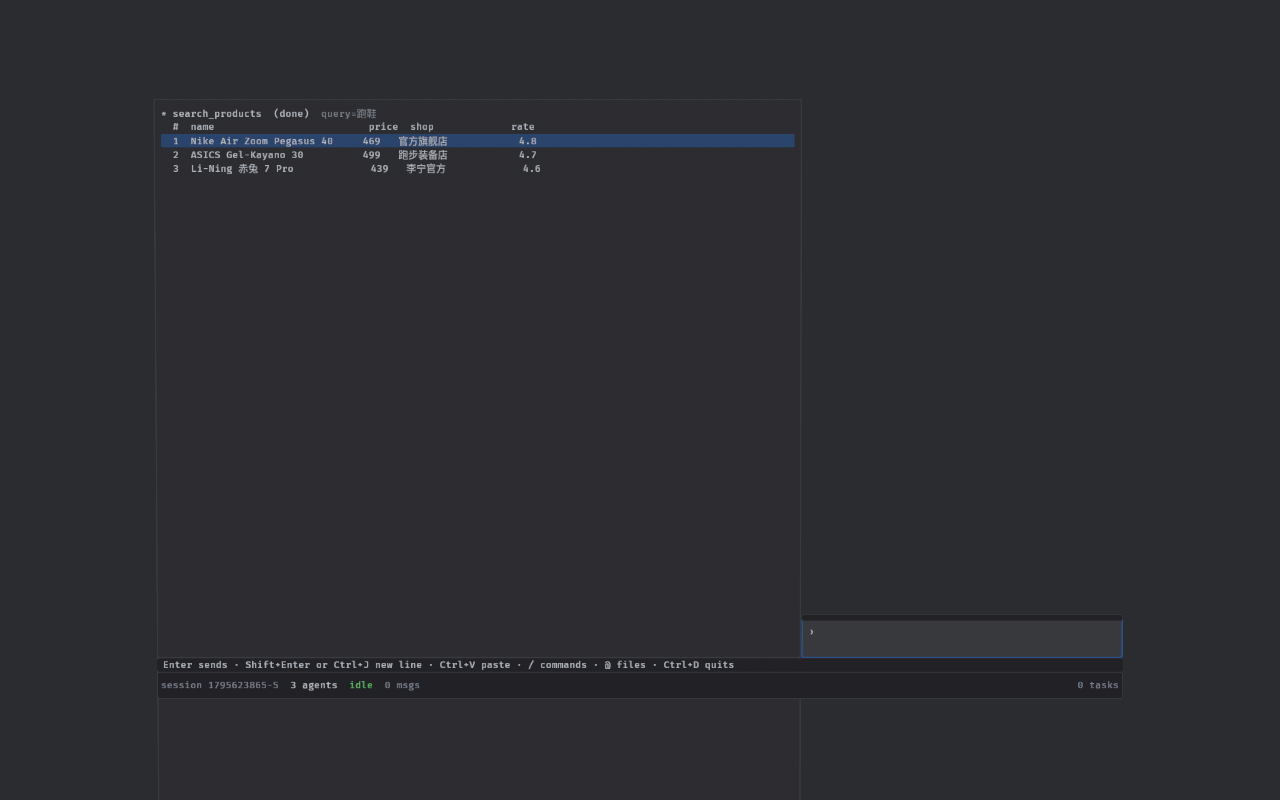 * search_products (done) query=跑鞋
# name price shop rate
1 Nike Air Zoom Pegasus 40 469 官方旗舰店 4.8
2 ASICS Gel-Kayano 30 499 跑步装备店 4.7
3 Li-Ning 赤兔 7 Pro 439 李宁官方 4.6
›
Enter sends · Shift+Enter or Ctrl+J new line · Ctrl+V paste · / commands · @ files · Ctrl+D quits
session 1795623865-5 3 agents idle 0 msgs 0 tasks